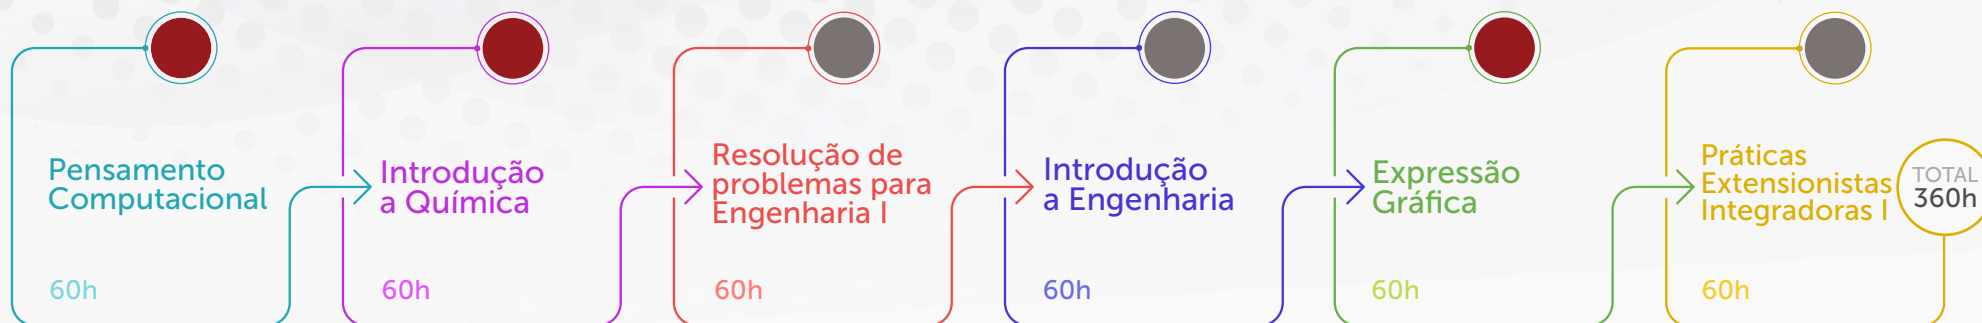 Pensamento
Computacional
60h
Introdução
a Química
60h
Resolução de
problemas para
Engenharia I
60h
Introdução
a Engenharia
60h
Expressão
Gráfica
60h
Práticas
Extensionistas
Integradoras I
60h
TOTAL
360h